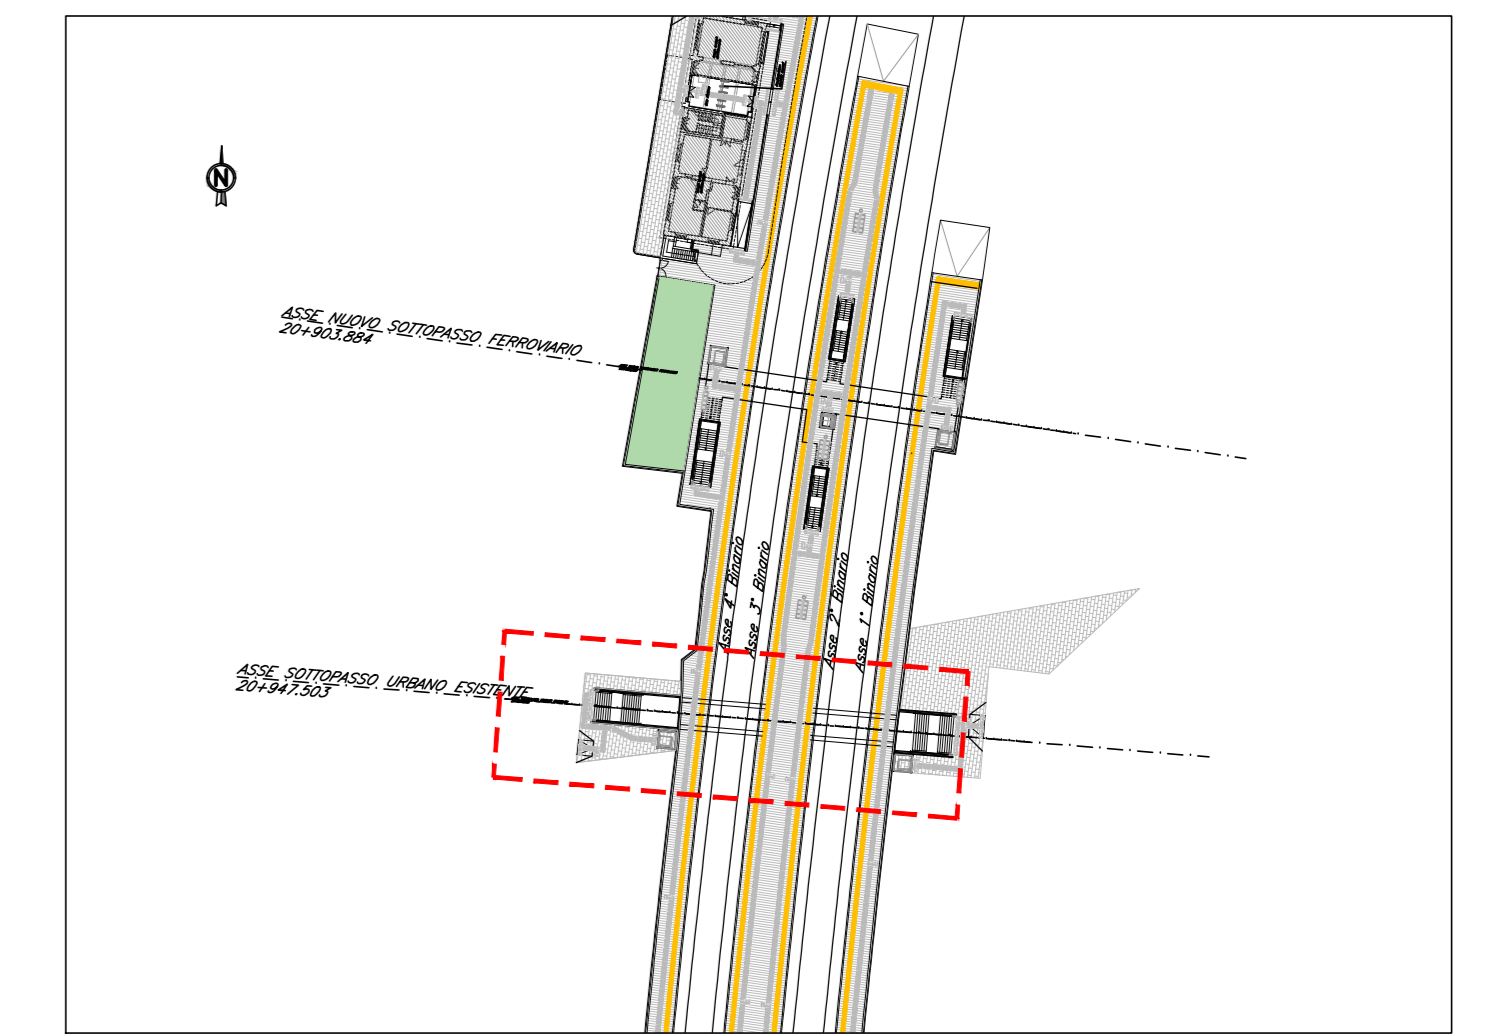 N
ASSE NUOVO SOTTOPASSO FERROVIARIO
20+903.884
Asse 4° Binario
Asse 3° Binario
Asse 2° Binario
Asse 1° Binario
ASSE SOTTOPASSO URBANO ESISTENTE
20+947.503